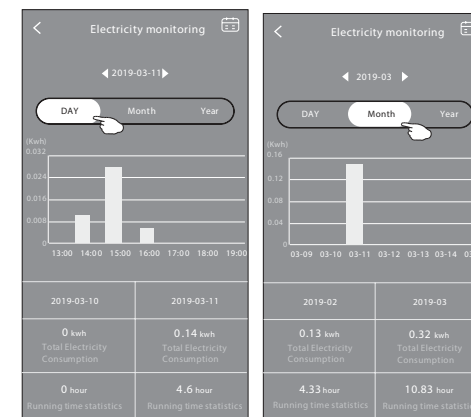 Electricity monitoring
2019-03-11
DAY Month Year
(Kwh)
0.032
0.024
0.016
0.008
0
13:00 14:00 15:00 16:00 17:00 18:00 19:00
2019-03-10 2019-03-11
0 kwh 0.14 kwh
Total Electricity Total Electricity
Consumption Consumption
0 hour 4.6 hour
Running time statistics Running time statistics
Electricity monitoring
2019-03
DAY Month Year
(Kwh)
0.16
0.12
0.08
0.04
0
03-09 03-10 03-11 03-12 03-13 03-14
2019-02 2019-03
0.13 kwh 0.32 kwh
Total Electricity Total Electricity
Consumption Consumption
4.33 hour 10.83 hour
Running time statistics Running time